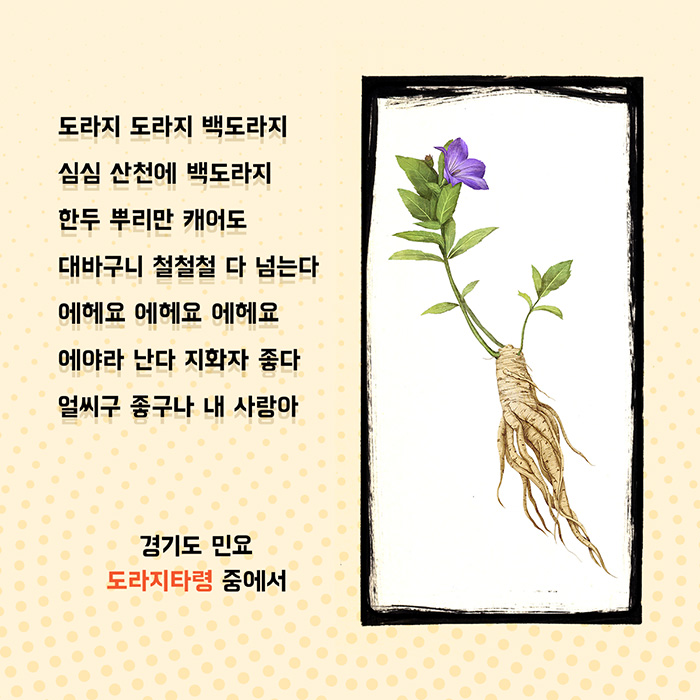 도라지 도라지 백도라지
심심 산천에 백도라지
한두 뿌리만 캐어도
대바구니 철철철 다 넘는다
에헤요 에헤요 에헤요
에야라 난다 지화자 좋다
얼씨구 좋구나 내 사랑아
경기도 민요
도라지타령 중에서